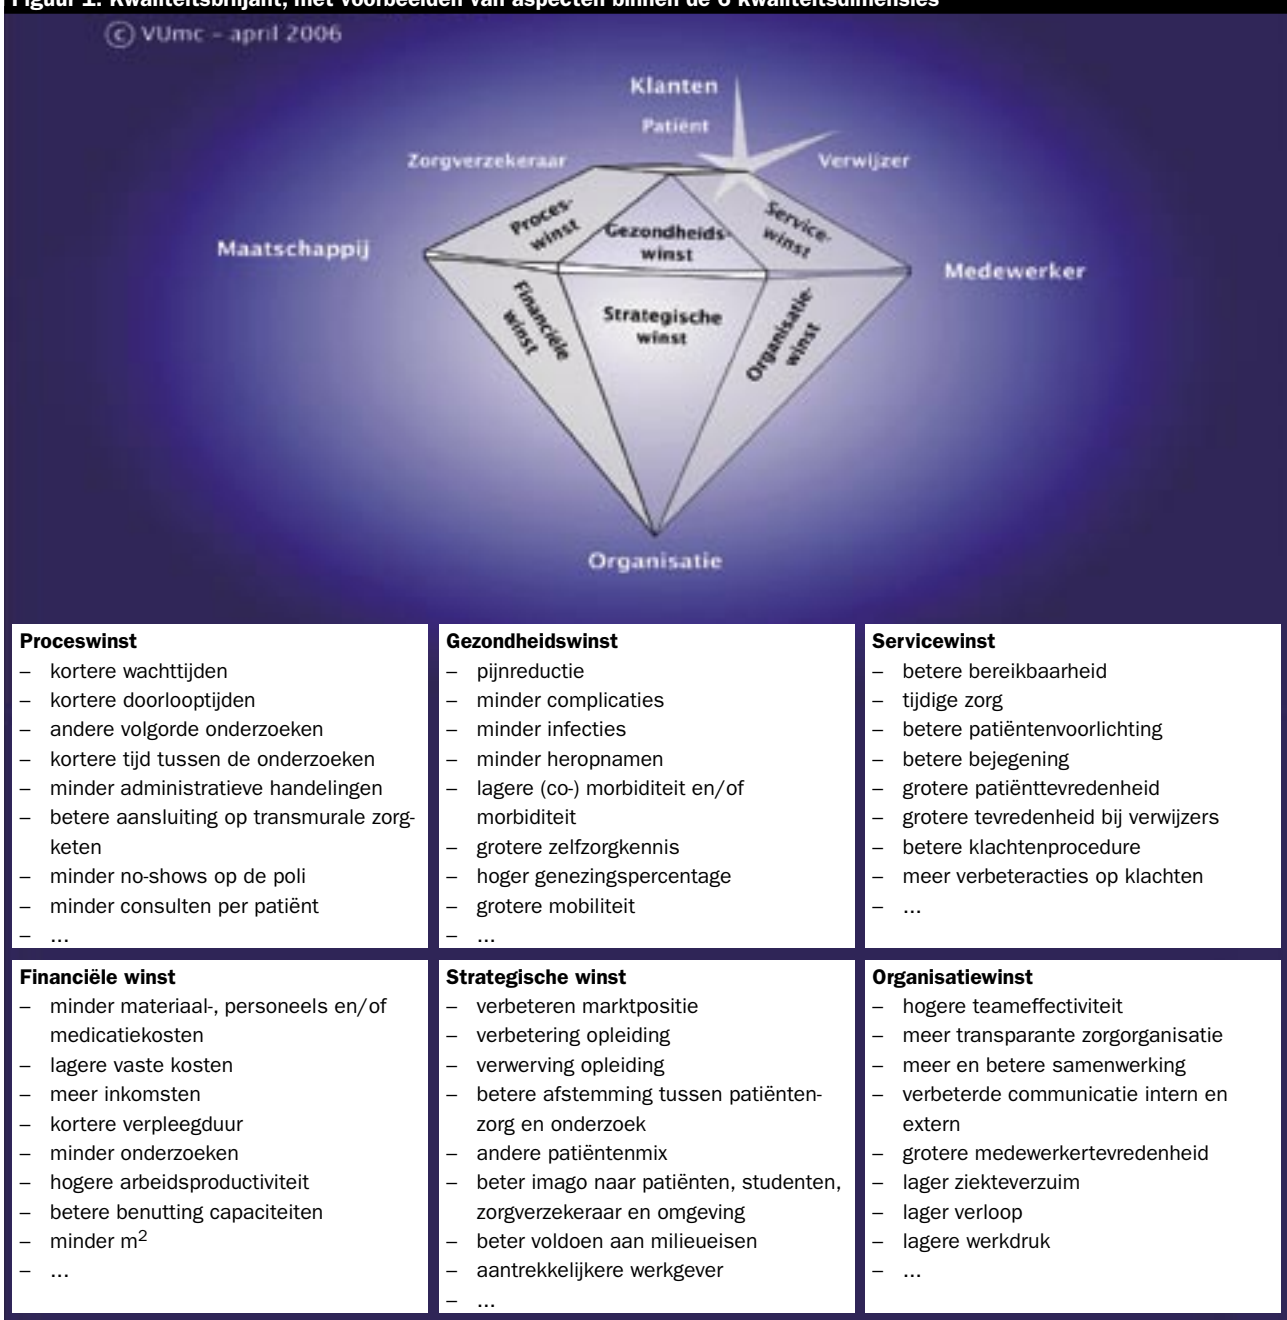 Figuur 1. Kwaliteitsbriljant, met voorbeelden van aspecten binnen de 6 kwaliteitsdimensies
© VUmc – april 2006
Klanten
Patiënt
Zorgverzekeraar
Verwijzer
Maatschappij
Medewerker
Proces-
winst
Gezondheids-
winst
Service-
winst
Financiële
winst
Strategische
winst
Organisatie-
winst
Organisatie
Proceswinst
– kortere wachttijden
– kortere doorlooptijden
– andere volgorde onderzoeken
– kortere tijd tussen de onderzoeken
– minder administratieve handelingen
– betere aansluiting op transmurale zorg-
keten
– minder no-shows op de poli
– minder consulten per patiënt
– ...
Gezondheidswinst
– pijnreductie
– minder complicaties
– minder infecties
– minder heropnamen
– lagere (co-) morbiditeit en/of
morbiditeit
– grotere zelfzorgkennis
– hoger genezingspercentage
– grotere mobiliteit
– ...
Servicewinst
– betere bereikbaarheid
– tijdige zorg
– betere patiëntenvoorlichting
– betere bejegening
– grotere patiënttevredenheid
– grotere tevredenheid bij verwijzers
– betere klachtenprocedure
– meer verbeteracties op klachten
– ...
Financiële winst
– minder materiaal-, personeels en/of
medicatiekosten
– lagere vaste kosten
– meer inkomsten
– kortere verpleegduur
– minder onderzoeken
– hogere arbeidsproductiviteit
– betere benutting capaciteiten
– minder m²
– ...
Strategische winst
– verbeteren marktpositie
– verbetering opleiding
– verwerving opleiding
– betere afstemming tussen patiënten-
zorg en onderzoek
– andere patiëntenmix
– beter imago naar patiënten, studenten,
zorgverzekeraar en omgeving
– beter voldoen aan milieueisen
– aantrekkelijkere werkgever
– ...
Organisatiewinst
– hogere teameffectiviteit
– meer transparante zorgorganisatie
– meer en betere samenwerking
– verbeterde communicatie intern en
extern
– grotere medewerkertevredenheid
– lager ziekteverzuim
– lager verloop
– lagere werkdruk
– ...